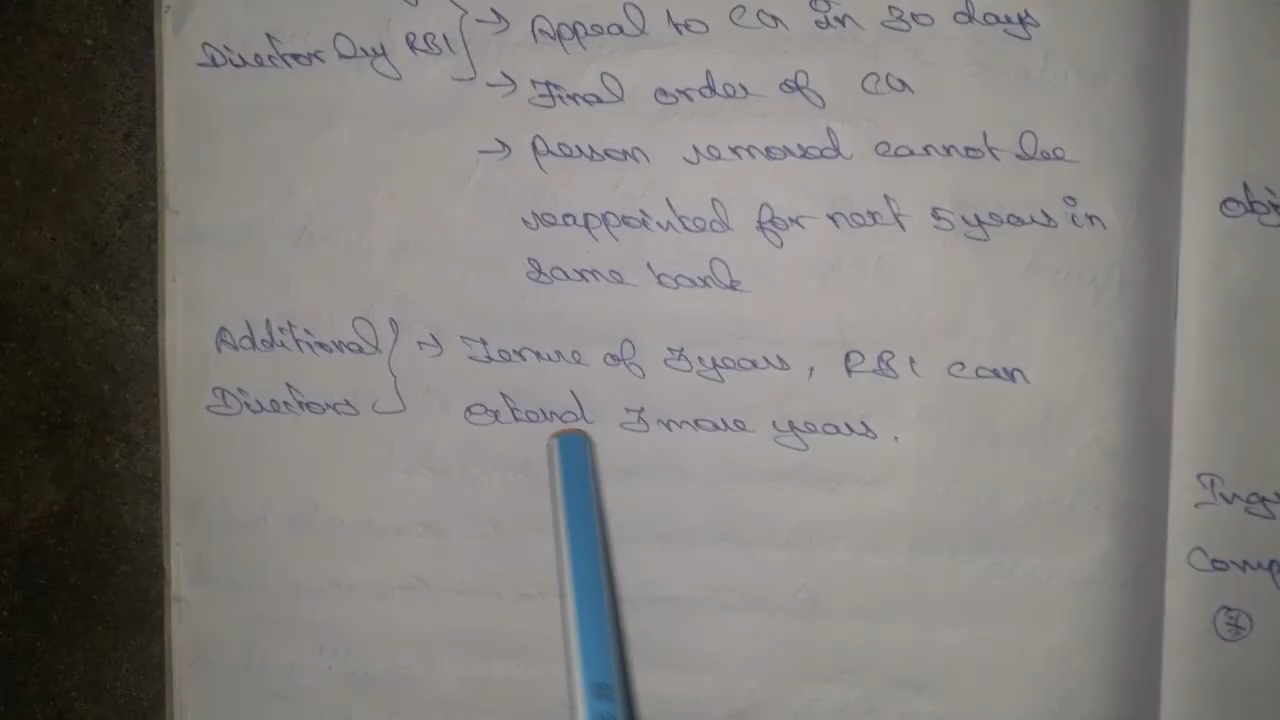 Director by RBI } → Appeal to CG in 30 days
→ Final order of CG
→ Person removed cannot be
reappointed for next 5 years in
same bank
Additional } → Tenure of 3 years, RBI can
Directors extend 3 more years.